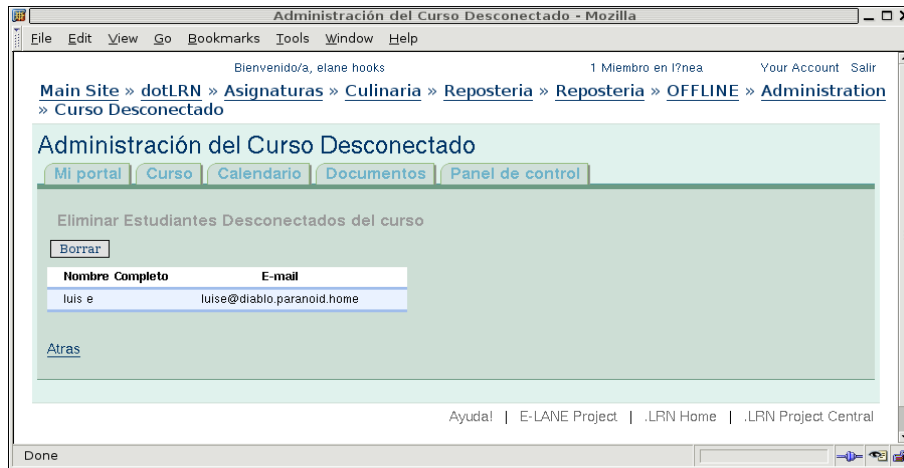 Administración del Curso Desconectado - Mozilla
File Edit View Go Bookmarks Tools Window Help
Bienvenido/a, elane hooks 1 Miembro en l?nea Your Account Salir
Main Site » dotLRN » Asignaturas » Culinaria » Reposteria » Reposteria » OFFLINE » Administration
» Curso Desconectado
Administración del Curso Desconectado
Mi portal Curso Calendario Documentos Panel de control
Eliminar Estudiantes Desconectados del curso
Borrar
Nombre Completo E-mail
luis e luise@diablo.paranoid.home
Atras
Ayuda! | E-LANE Project | .LRN Home | .LRN Project Central
Done